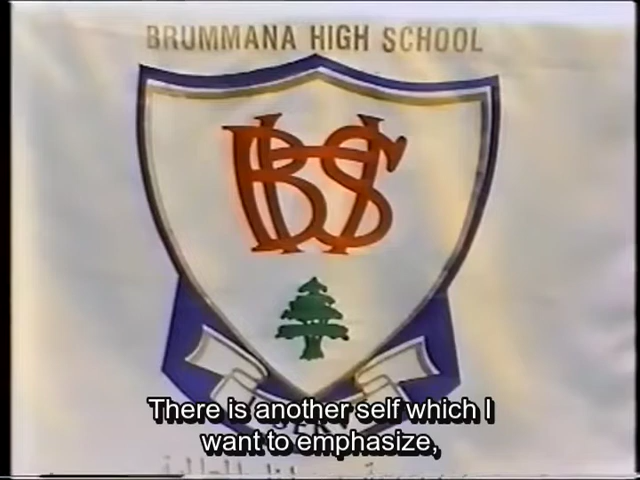 BRUMMANA HIGH SCHOOL
BHS
There is another self which I
want to emphasize,